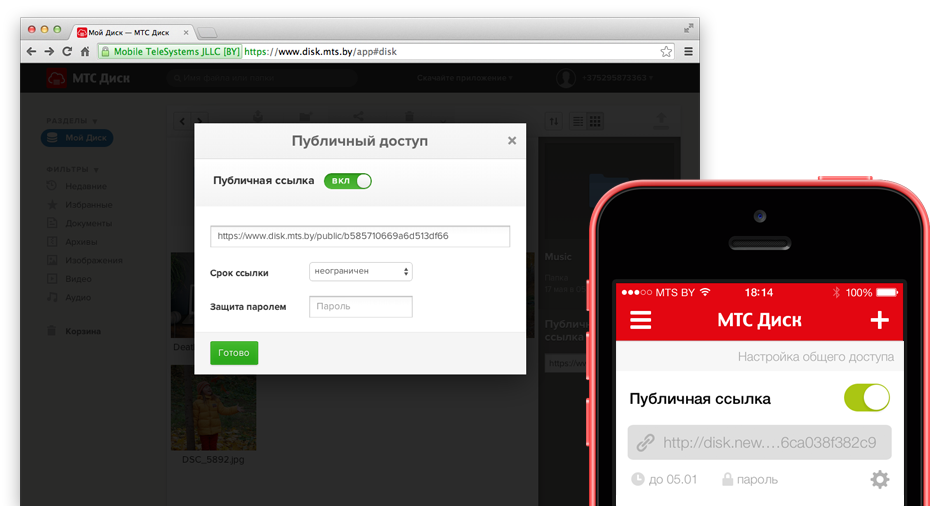 Мой Диск — МТС Диск
Mobile TeleSystems JLLC [BY] https://www.disk.mts.by/app#disk
МТС Диск
Скачайте приложение
РАЗДЕЛЫ
Мой Диск
ФИЛЬТРЫ
Недавние
Избранные
Документы
Архивы
Изображения
Видео
Аудио
Корзина
Публичный доступ
Публичная ссылка ВКЛ
https://www.disk.mts.by/public/b585710669a6d513df66
Срок ссылки неограничен
Защита паролем Пароль
Готово
DSC_5892.jpg
Music
MTS BY 18:14 100%
МТС Диск
Настройка общего доступа
Публичная ссылка
http://disk.new....6ca038f382c9
до 05.01 пароль